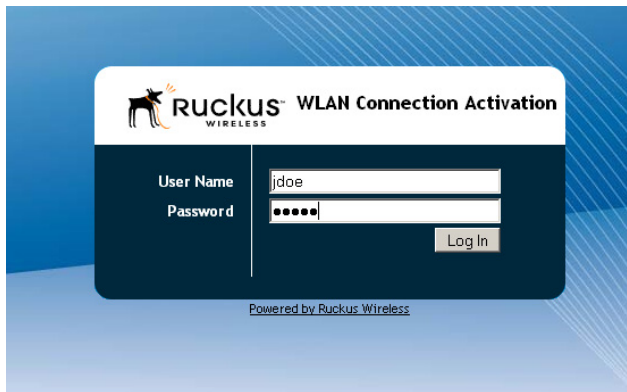 Ruckus WIRELESS WLAN Connection Activation
User Name jdoe
Password •••••
Log In
Powered by Ruckus Wireless